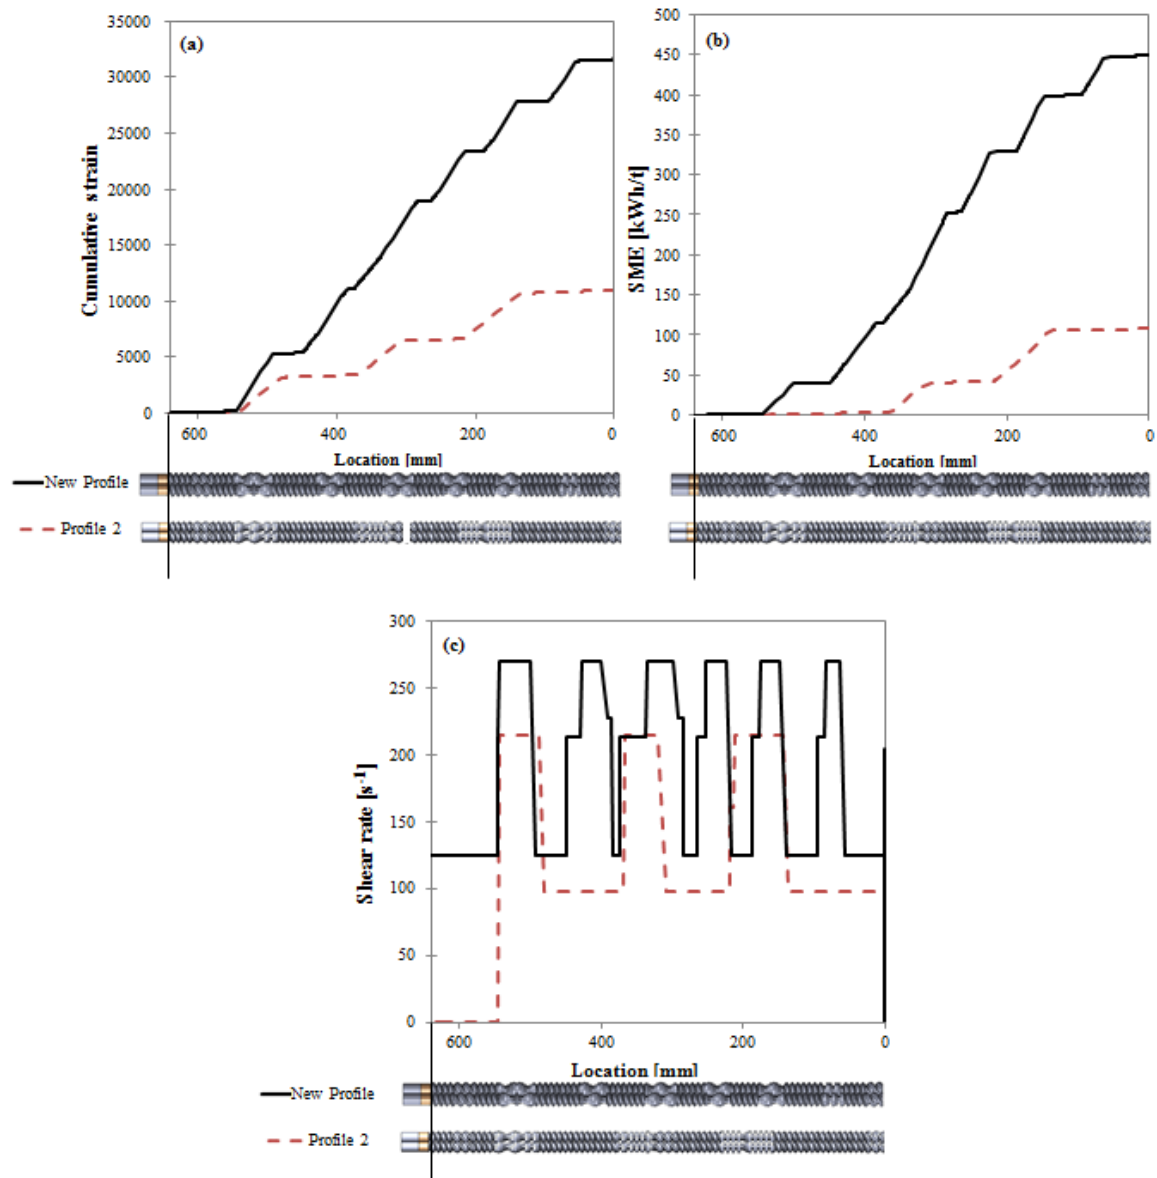 (a)
35000
30000
25000
20000
15000
10000
5000
0
Cumulative strain
600
400
200
0
Location [mm]
New Profile
Profile 2
(b)
500
450
400
350
300
250
200
150
100
50
0
SME [kWh/t]
600
400
200
0
Location [mm]
(c)
300
250
200
150
100
50
0
Shear rate [s⁻¹]
600
400
200
0
Location [mm]
New Profile
Profile 2